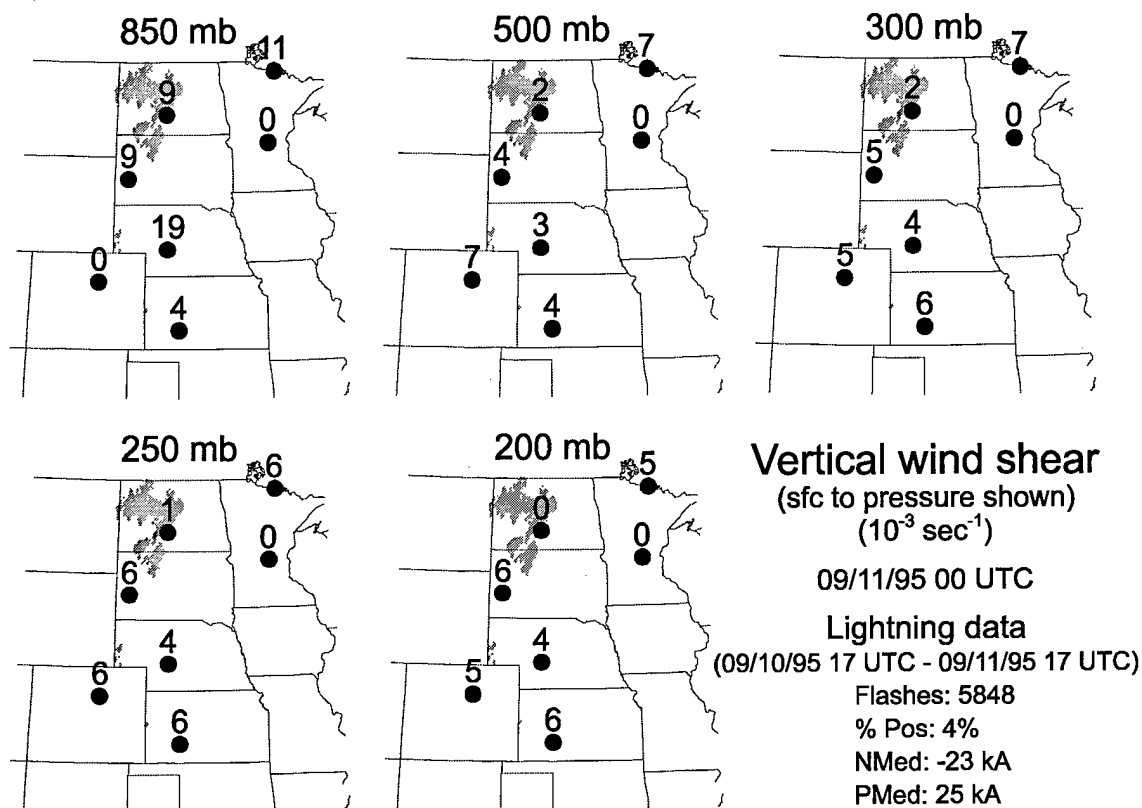 850 mb
11
9
0
9
19
0
4
500 mb
7
2
0
4
3
7
4
300 mb
7
2
0
5
4
5
6
250 mb
6
1
0
6
4
6
6
200 mb
5
0
0
6
4
5
6
Vertical wind shear
(sfc to pressure shown)
(10⁻³ sec⁻¹)
09/11/95 00 UTC
Lightning data
(09/10/95 17 UTC - 09/11/95 17 UTC)
Flashes: 5848
% Pos: 4%
NMed: -23 kA
PMed: 25 kA